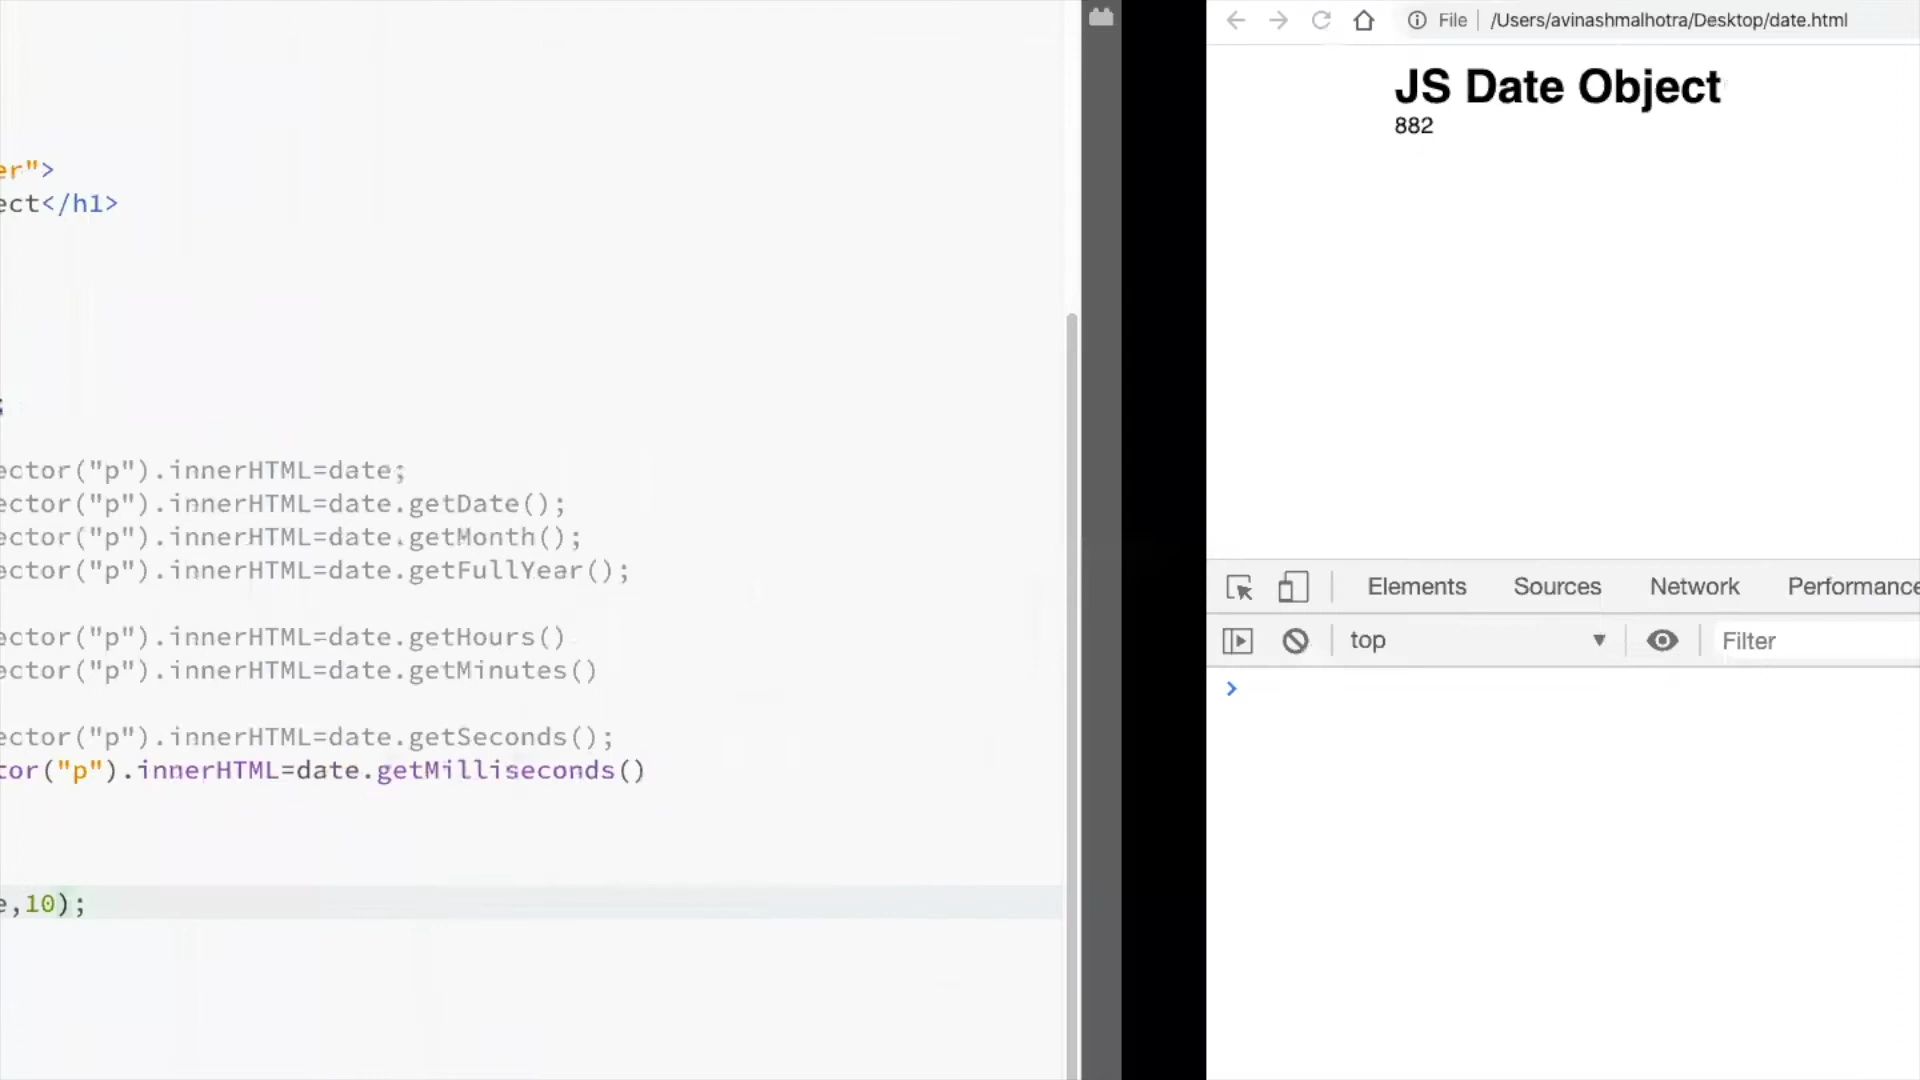 er">
ect</h1>
;
ector("p").innerHTML=date;
ector("p").innerHTML=date.getDate();
ector("p").innerHTML=date.getMonth();
ector("p").innerHTML=date.getFullYear();
ector("p").innerHTML=date.getHours()
ector("p").innerHTML=date.getMinutes()
ector("p").innerHTML=date.getSeconds();
tor("p").innerHTML=date.getMilliseconds()
e,10);
File /Users/avinashmalhotra/Desktop/date.html
JS Date Object
882
Elements Sources Network Performance
top Filter